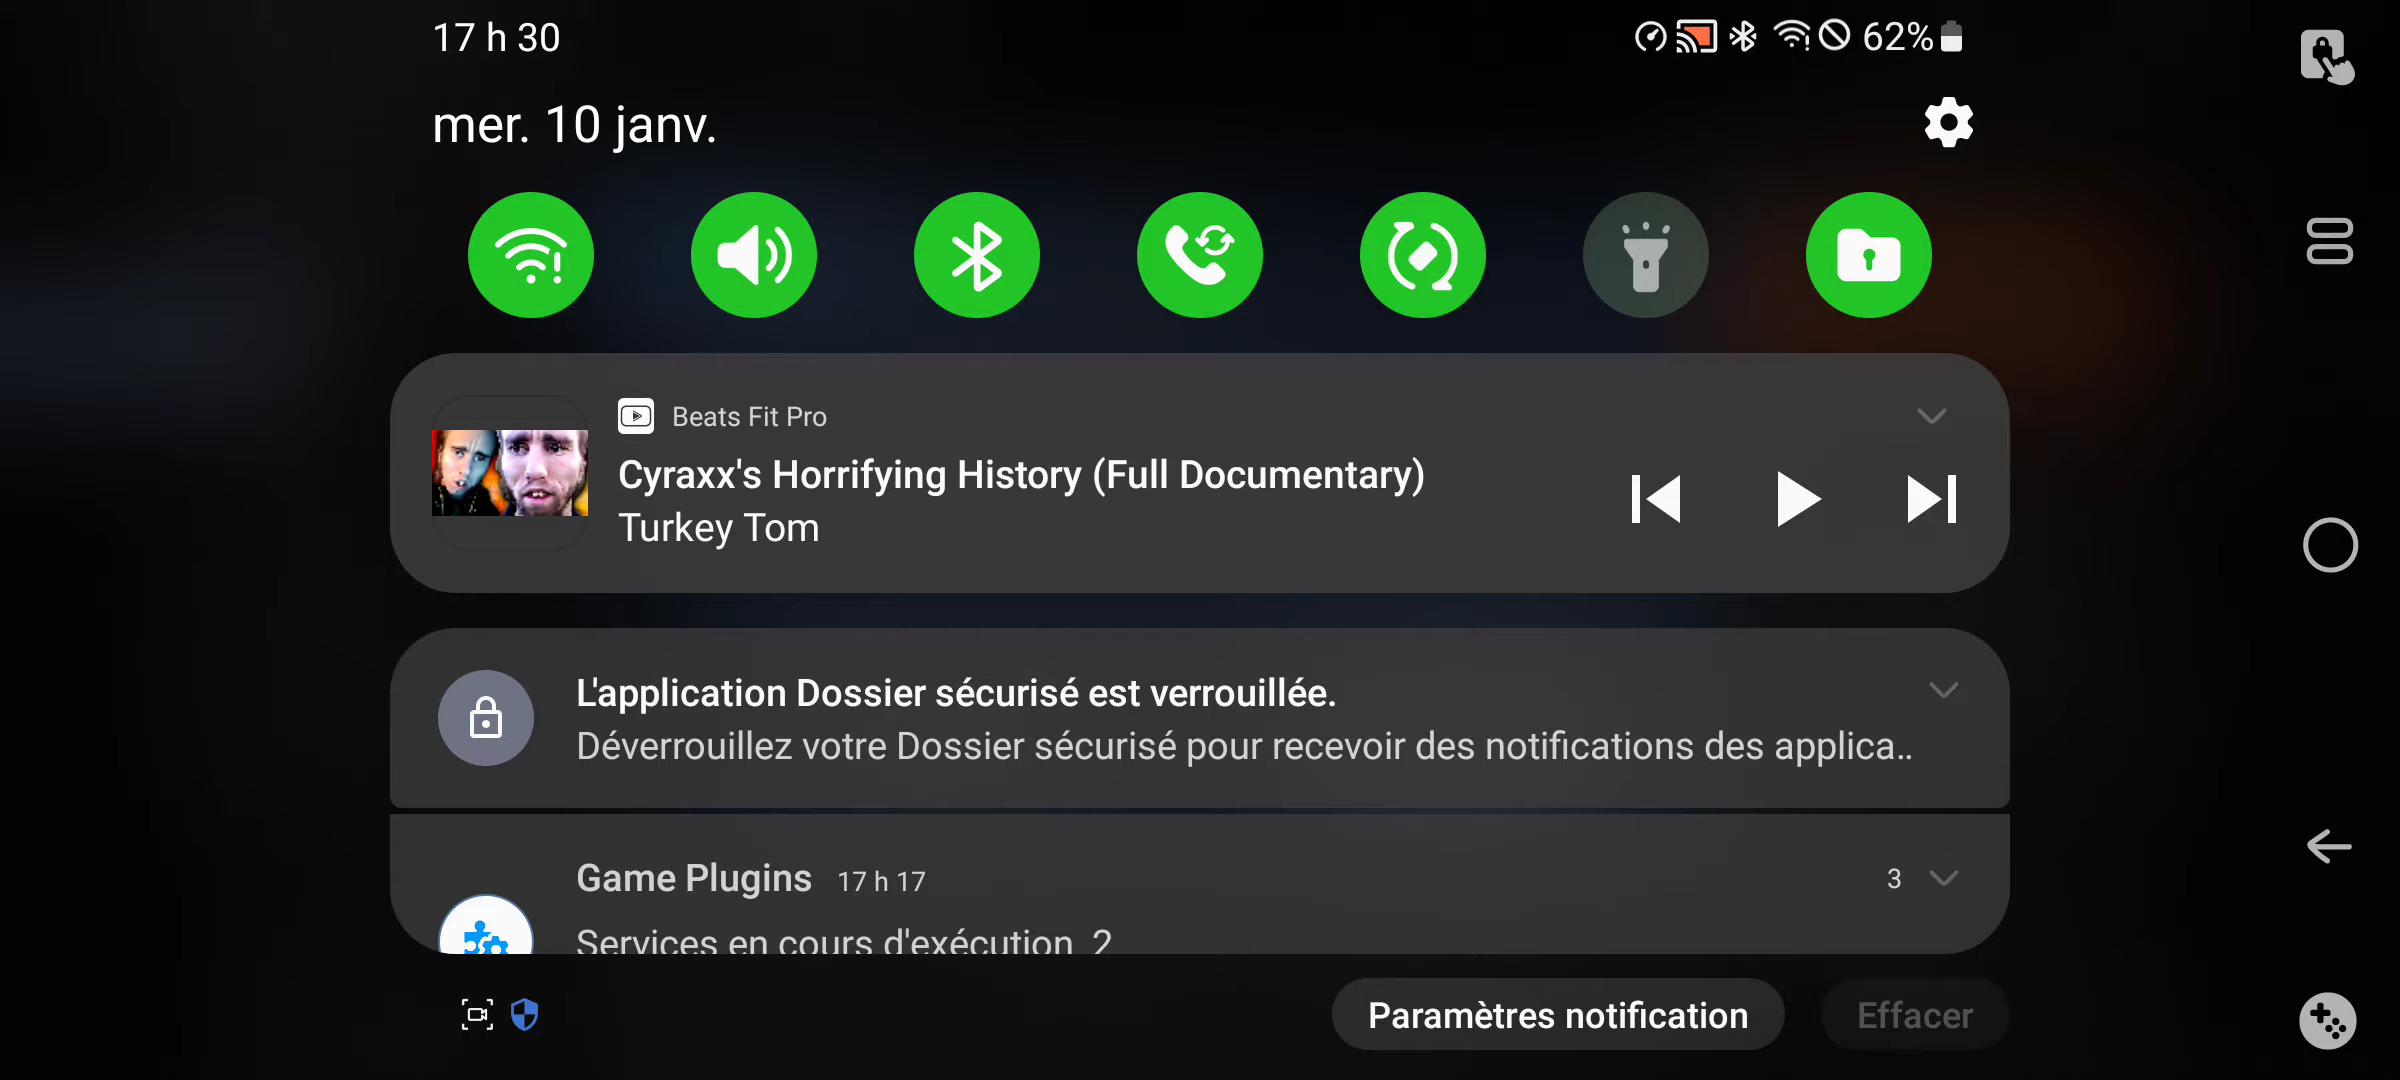 17 h 30
62%
mer. 10 janv.
Beats Fit Pro
Cyraxx's Horrifying History (Full Documentary)
Turkey Tom
L'application Dossier sécurisé est verrouillée.
Déverrouillez votre Dossier sécurisé pour recevoir des notifications des applica..
Game Plugins 17 h 17
3
Services en cours d'exécution 2
Paramètres notification
Effacer